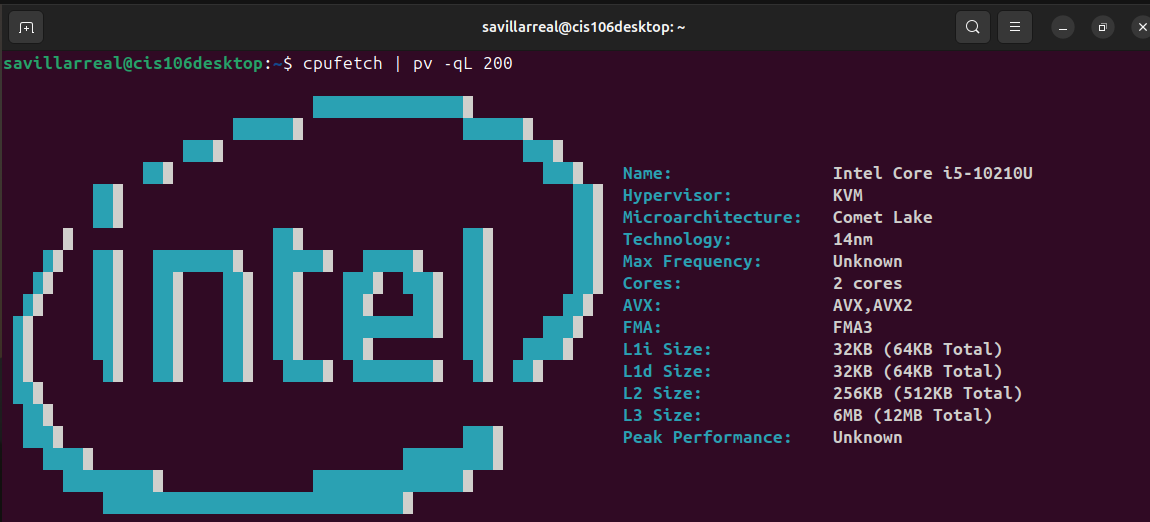 savillarreal@cis106desktop: ~
savillarreal@cis106desktop:~$ cpufetch | pv -qL 200
intel
Name: Intel Core i5-10210U
Hypervisor: KVM
Microarchitecture: Comet Lake
Technology: 14nm
Max Frequency: Unknown
Cores: 2 cores
AVX: AVX,AVX2
FMA: FMA3
L1i Size: 32KB (64KB Total)
L1d Size: 32KB (64KB Total)
L2 Size: 256KB (512KB Total)
L3 Size: 6MB (12MB Total)
Peak Performance: Unknown